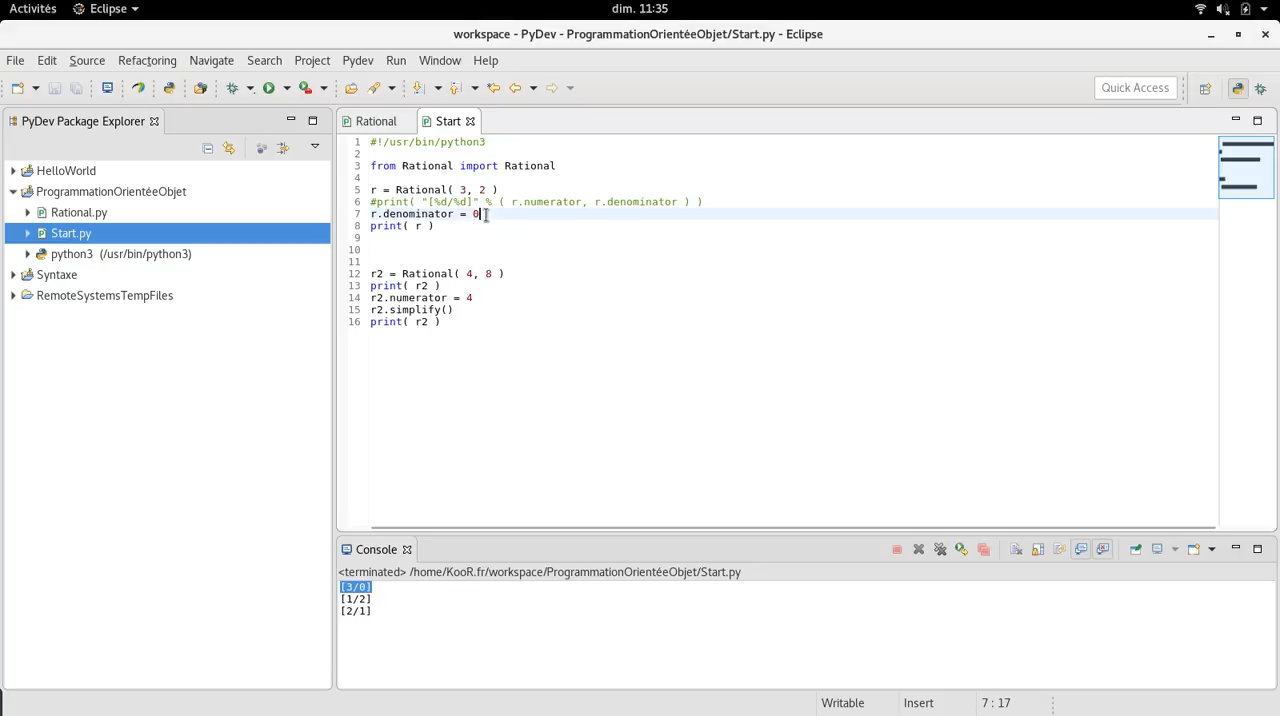 Activités Eclipse dim. 11:35
workspace - PyDev - ProgrammationOrientéeObjet/Start.py - Eclipse
File Edit Source Refactoring Navigate Search Project Pydev Run Window Help
Quick Access
PyDev Package Explorer
HelloWorld
ProgrammationOrientéeObjet
Rational.py
Start.py
python3 (/usr/bin/python3)
Syntaxe
RemoteSystemsTempFiles
Rational Start
1 #!/usr/bin/python3
2
3 from Rational import Rational
4
5 r = Rational( 3, 2 )
6 #print( "[%d/%d]" % ( r.numerator, r.denominator ) )
7 r.denominator = 0
8 print( r )
9
10
11
12 r2 = Rational( 4, 8 )
13 print( r2 )
14 r2.numerator = 4
15 r2.simplify()
16 print( r2 )
Console
<terminated> /home/KooR.fr/workspace/ProgrammationOrientéeObjet/Start.py
[3/0]
[1/2]
[2/1]
Writable Insert 7 : 17